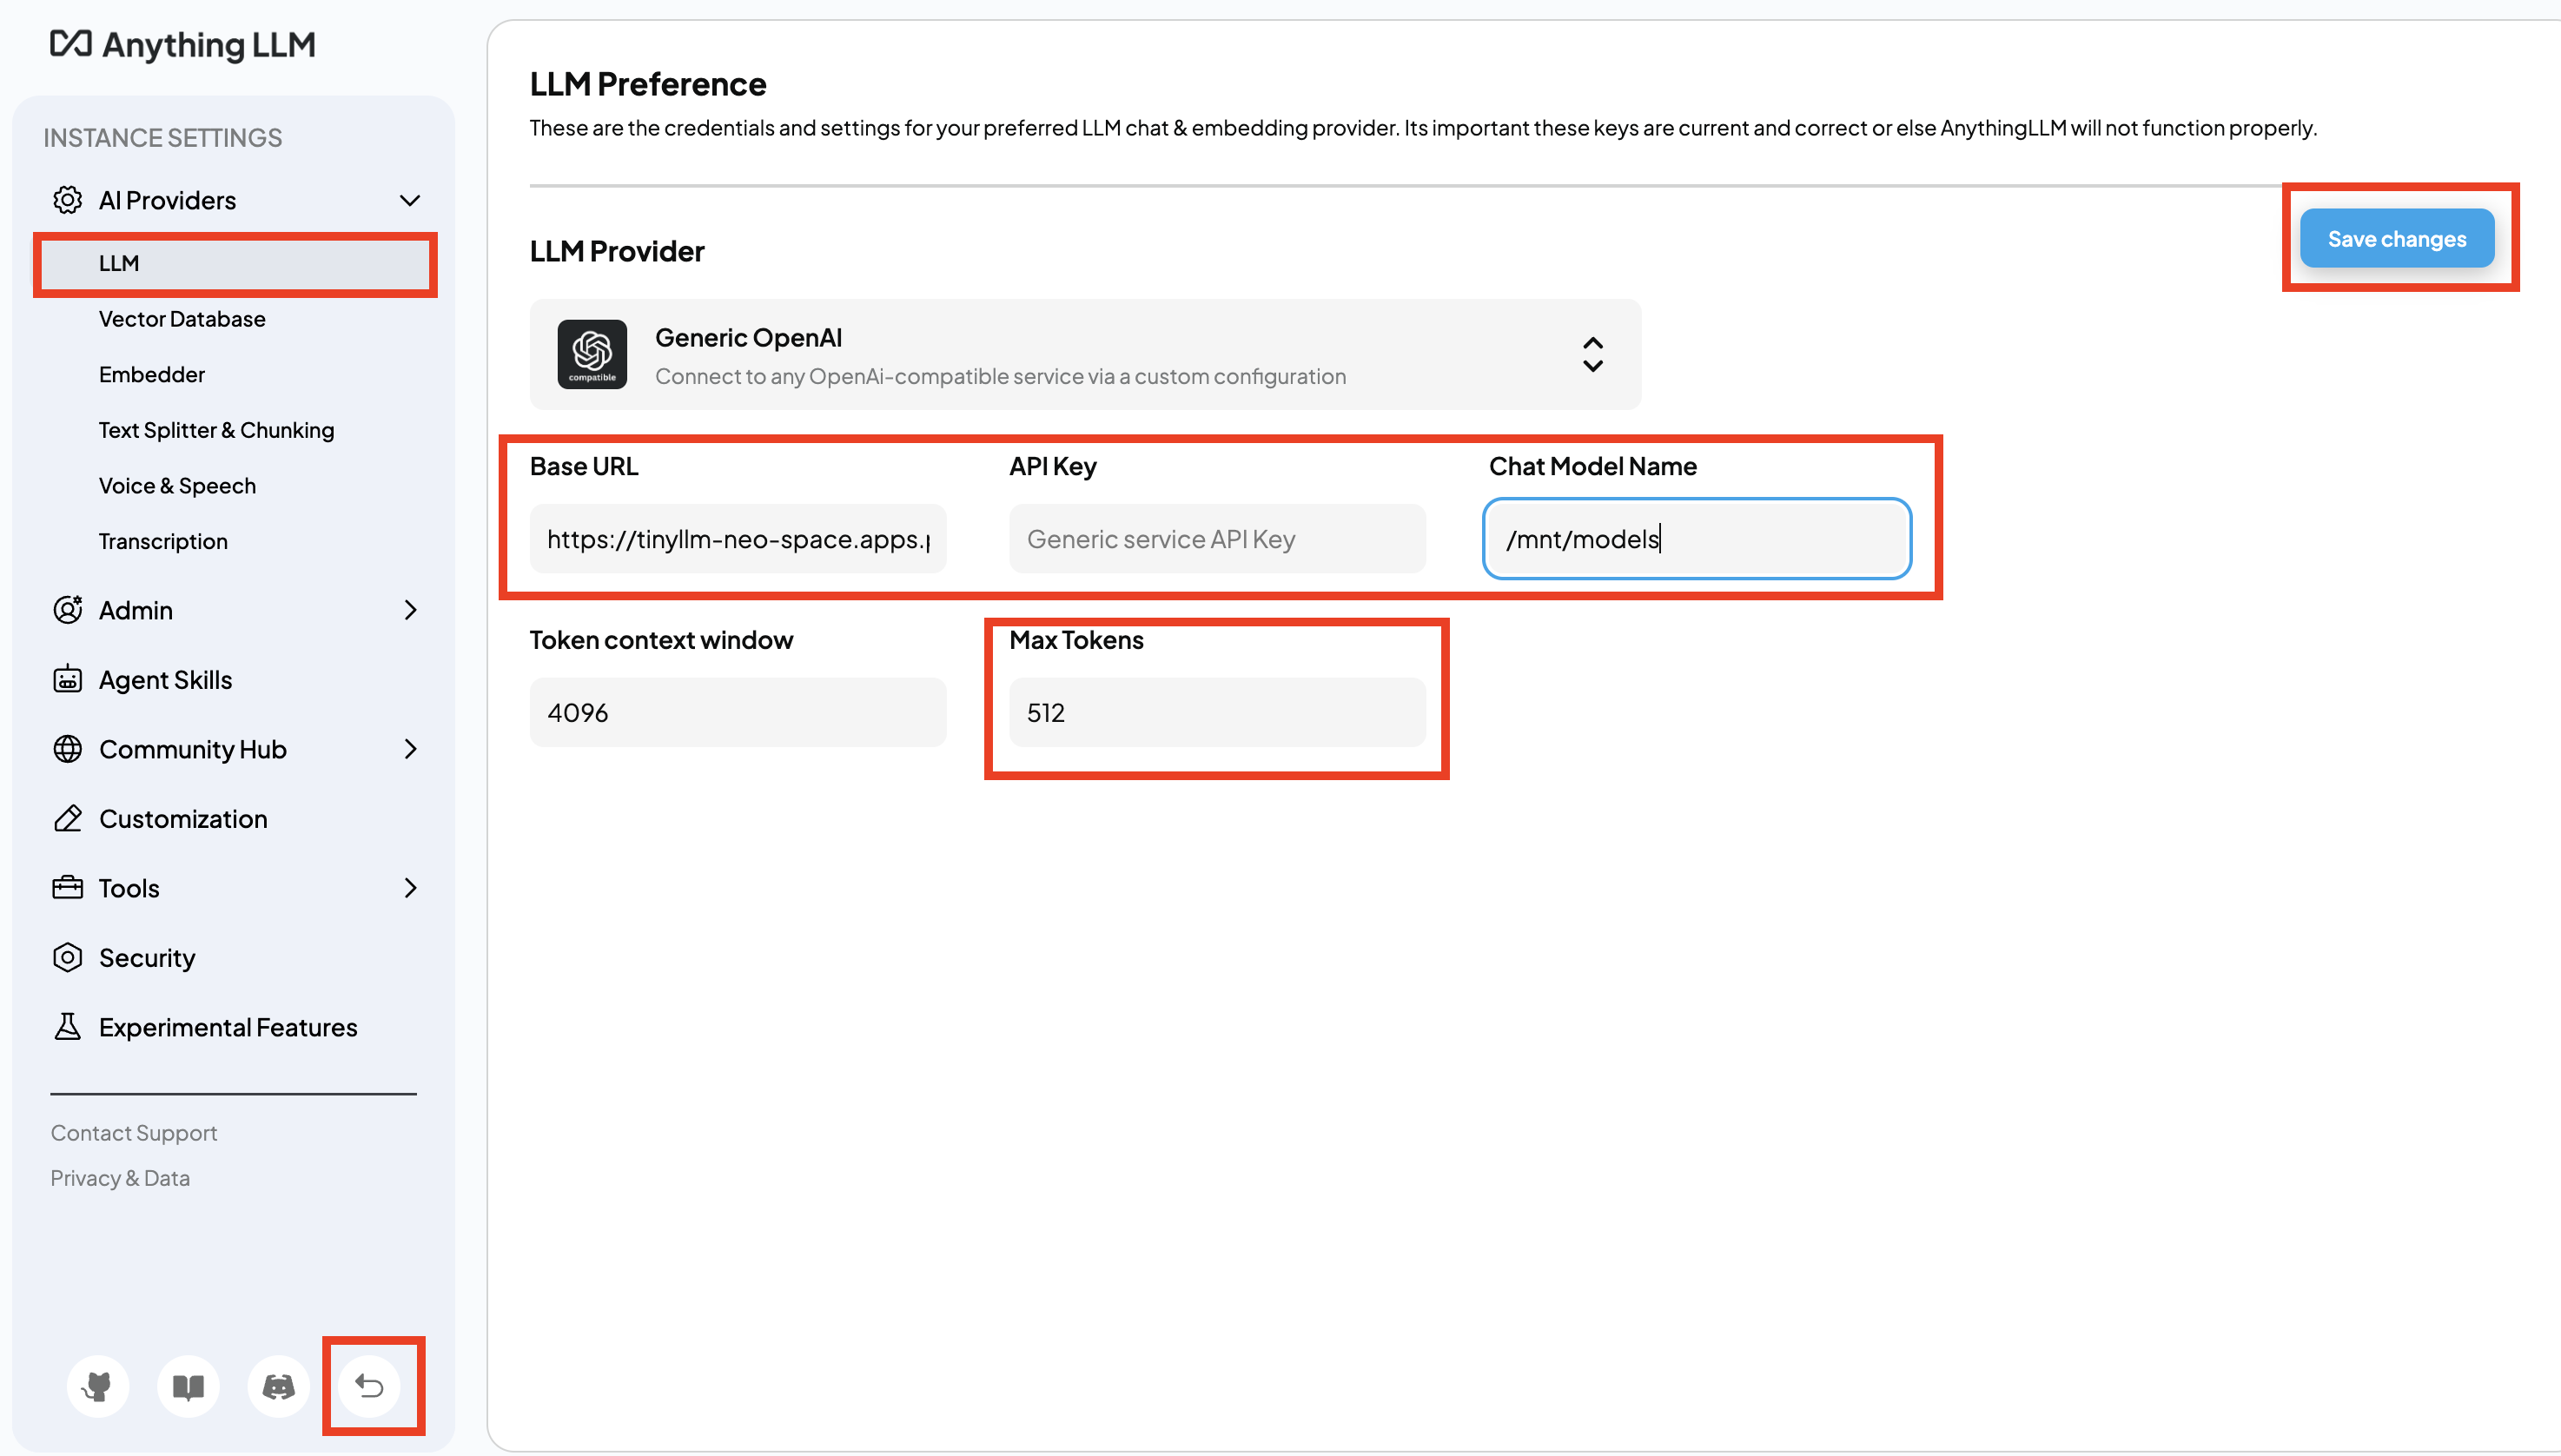 Anything LLM
INSTANCE SETTINGS
AI Providers
LLM
Vector Database
Embedder
Text Splitter & Chunking
Voice & Speech
Transcription
Admin
Agent Skills
Community Hub
Customization
Tools
Security
Experimental Features
Contact Support
Privacy & Data
LLM Preference
These are the credentials and settings for your preferred LLM chat & embedding provider. Its important these keys are current and correct or else AnythingLLM will not function properly.
Save changes
LLM Provider
compatible
Generic OpenAI
Connect to any OpenAi-compatible service via a custom configuration
Base URL
https://tinyllm-neo-space.apps.
API Key
Generic service API Key
Chat Model Name
/mnt/models
Token context window
4096
Max Tokens
512